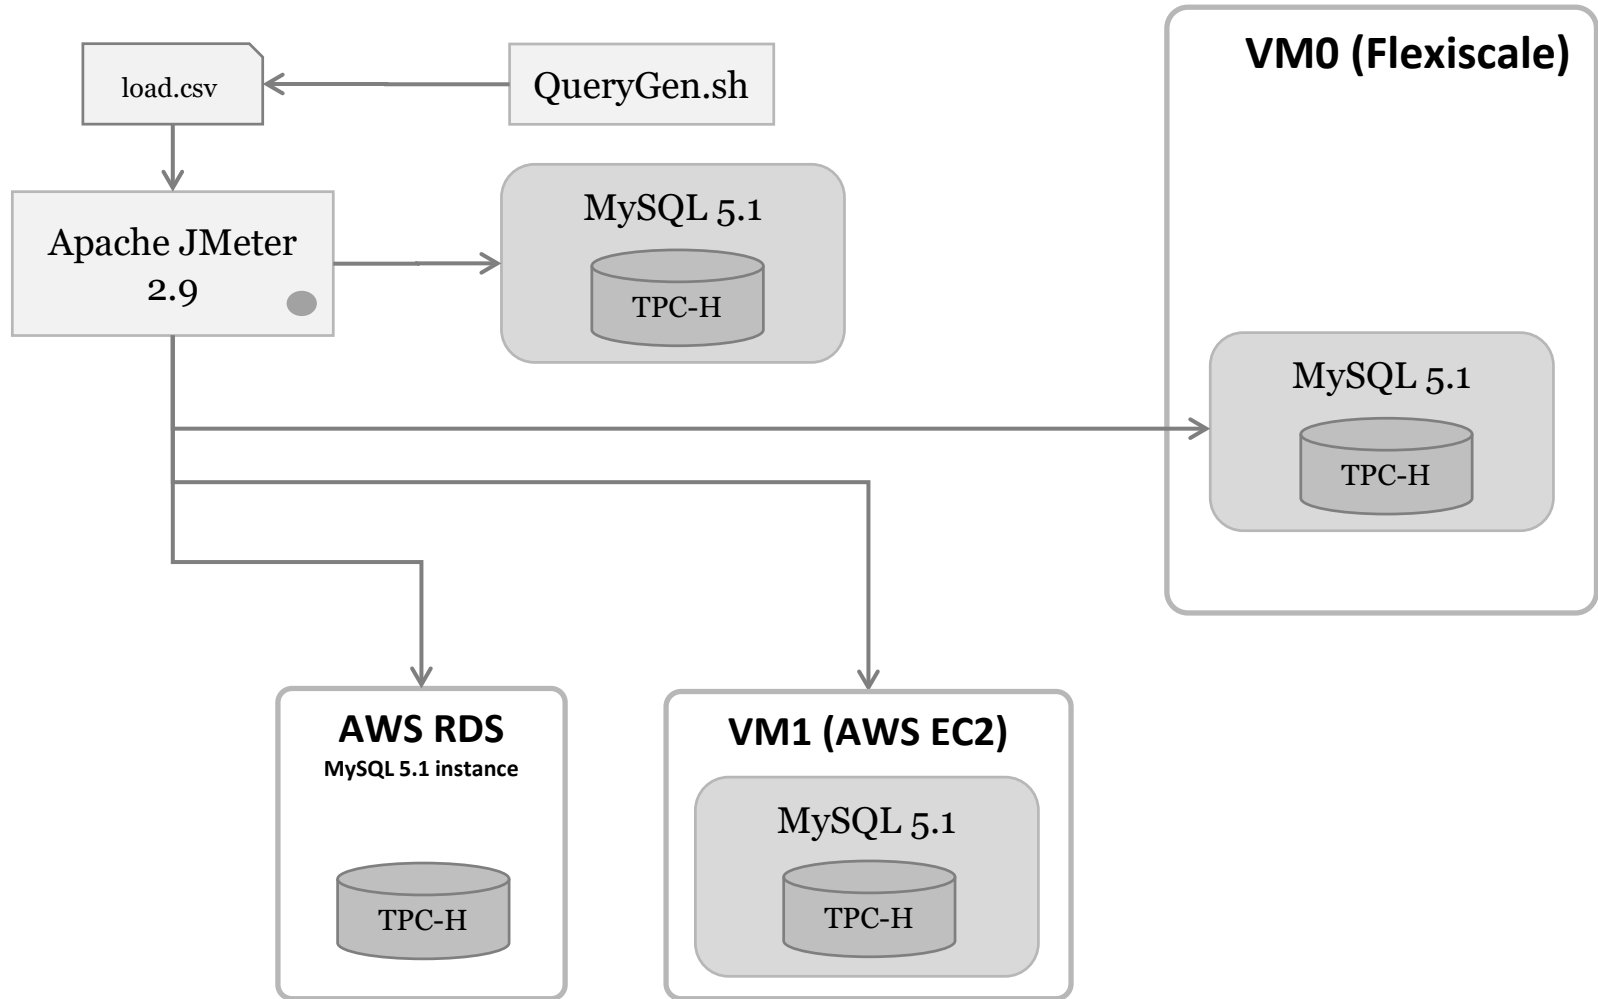 load.csv
QueryGen.sh
VM0 (Flexiscale)
Apache JMeter
2.9
MySQL 5.1
TPC-H
MySQL 5.1
TPC-H
AWS RDS
MySQL 5.1 instance
TPC-H
VM1 (AWS EC2)
MySQL 5.1
TPC-H